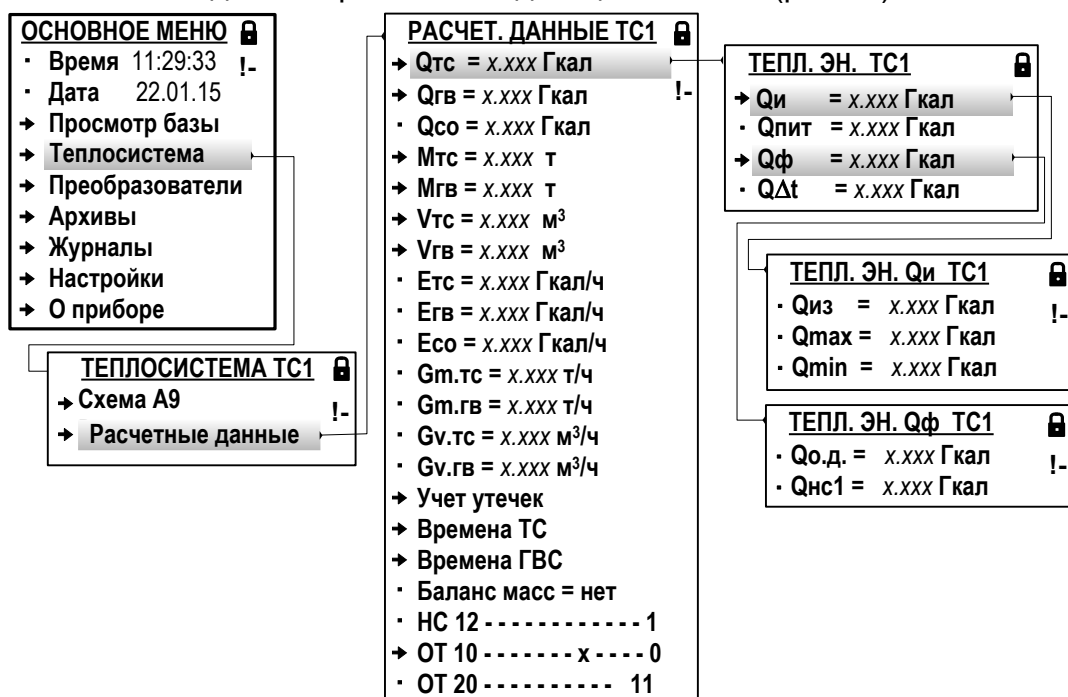 ОСНОВНОЕ МЕНЮ
· Время 11:29:33 !-
· Дата 22.01.15
→ Просмотр базы
→ Теплосистема
→ Преобразователи
→ Архивы
→ Журналы
→ Настройки
→ О приборе
ТЕПЛОСИСТЕМА ТС1
→ Схема А9 !-
→ Расчетные данные
РАСЧЕТ. ДАННЫЕ ТС1
→ Qтс = x.xxx Гкал
→ Qгв = x.xxx Гкал !-
· Qсо = x.xxx Гкал
→ Mтс = x.xxx т
→ Mгв = x.xxx т
→ Vтс = x.xxx м³
→ Vгв = x.xxx м³
· Eтс = x.xxx Гкал/ч
· Eгв = x.xxx Гкал/ч
· Eсо = x.xxx Гкал/ч
· Gm.тс = x.xxx т/ч
· Gm.гв = x.xxx т/ч
· Gv.тс = x.xxx м³/ч
· Gv.гв = x.xxx м³/ч
→ Учет утечек
→ Времена ТС
→ Времена ГВС
· Баланс масс = нет
· НС 12 - - - - - - - - - - - - 1
→ ОТ 10 - - - - - - - х - - - - 0
· ОТ 20 - - - - - - - - - - 11
ТЕПЛ. ЭН. ТС1
→ Qи = x.xxx Гкал
· Qпит = x.xxx Гкал
→ Qф = x.xxx Гкал
· QΔt = x.xxx Гкал
ТЕПЛ. ЭН. Qи ТС1
· Qиз = x.xxx Гкал !-
· Qmax = x.xxx Гкал
· Qmin = x.xxx Гкал
ТЕПЛ. ЭН. Qф ТС1
· Qо.д. = x.xxx Гкал !-
· Qнс1 = x.xxx Гкал